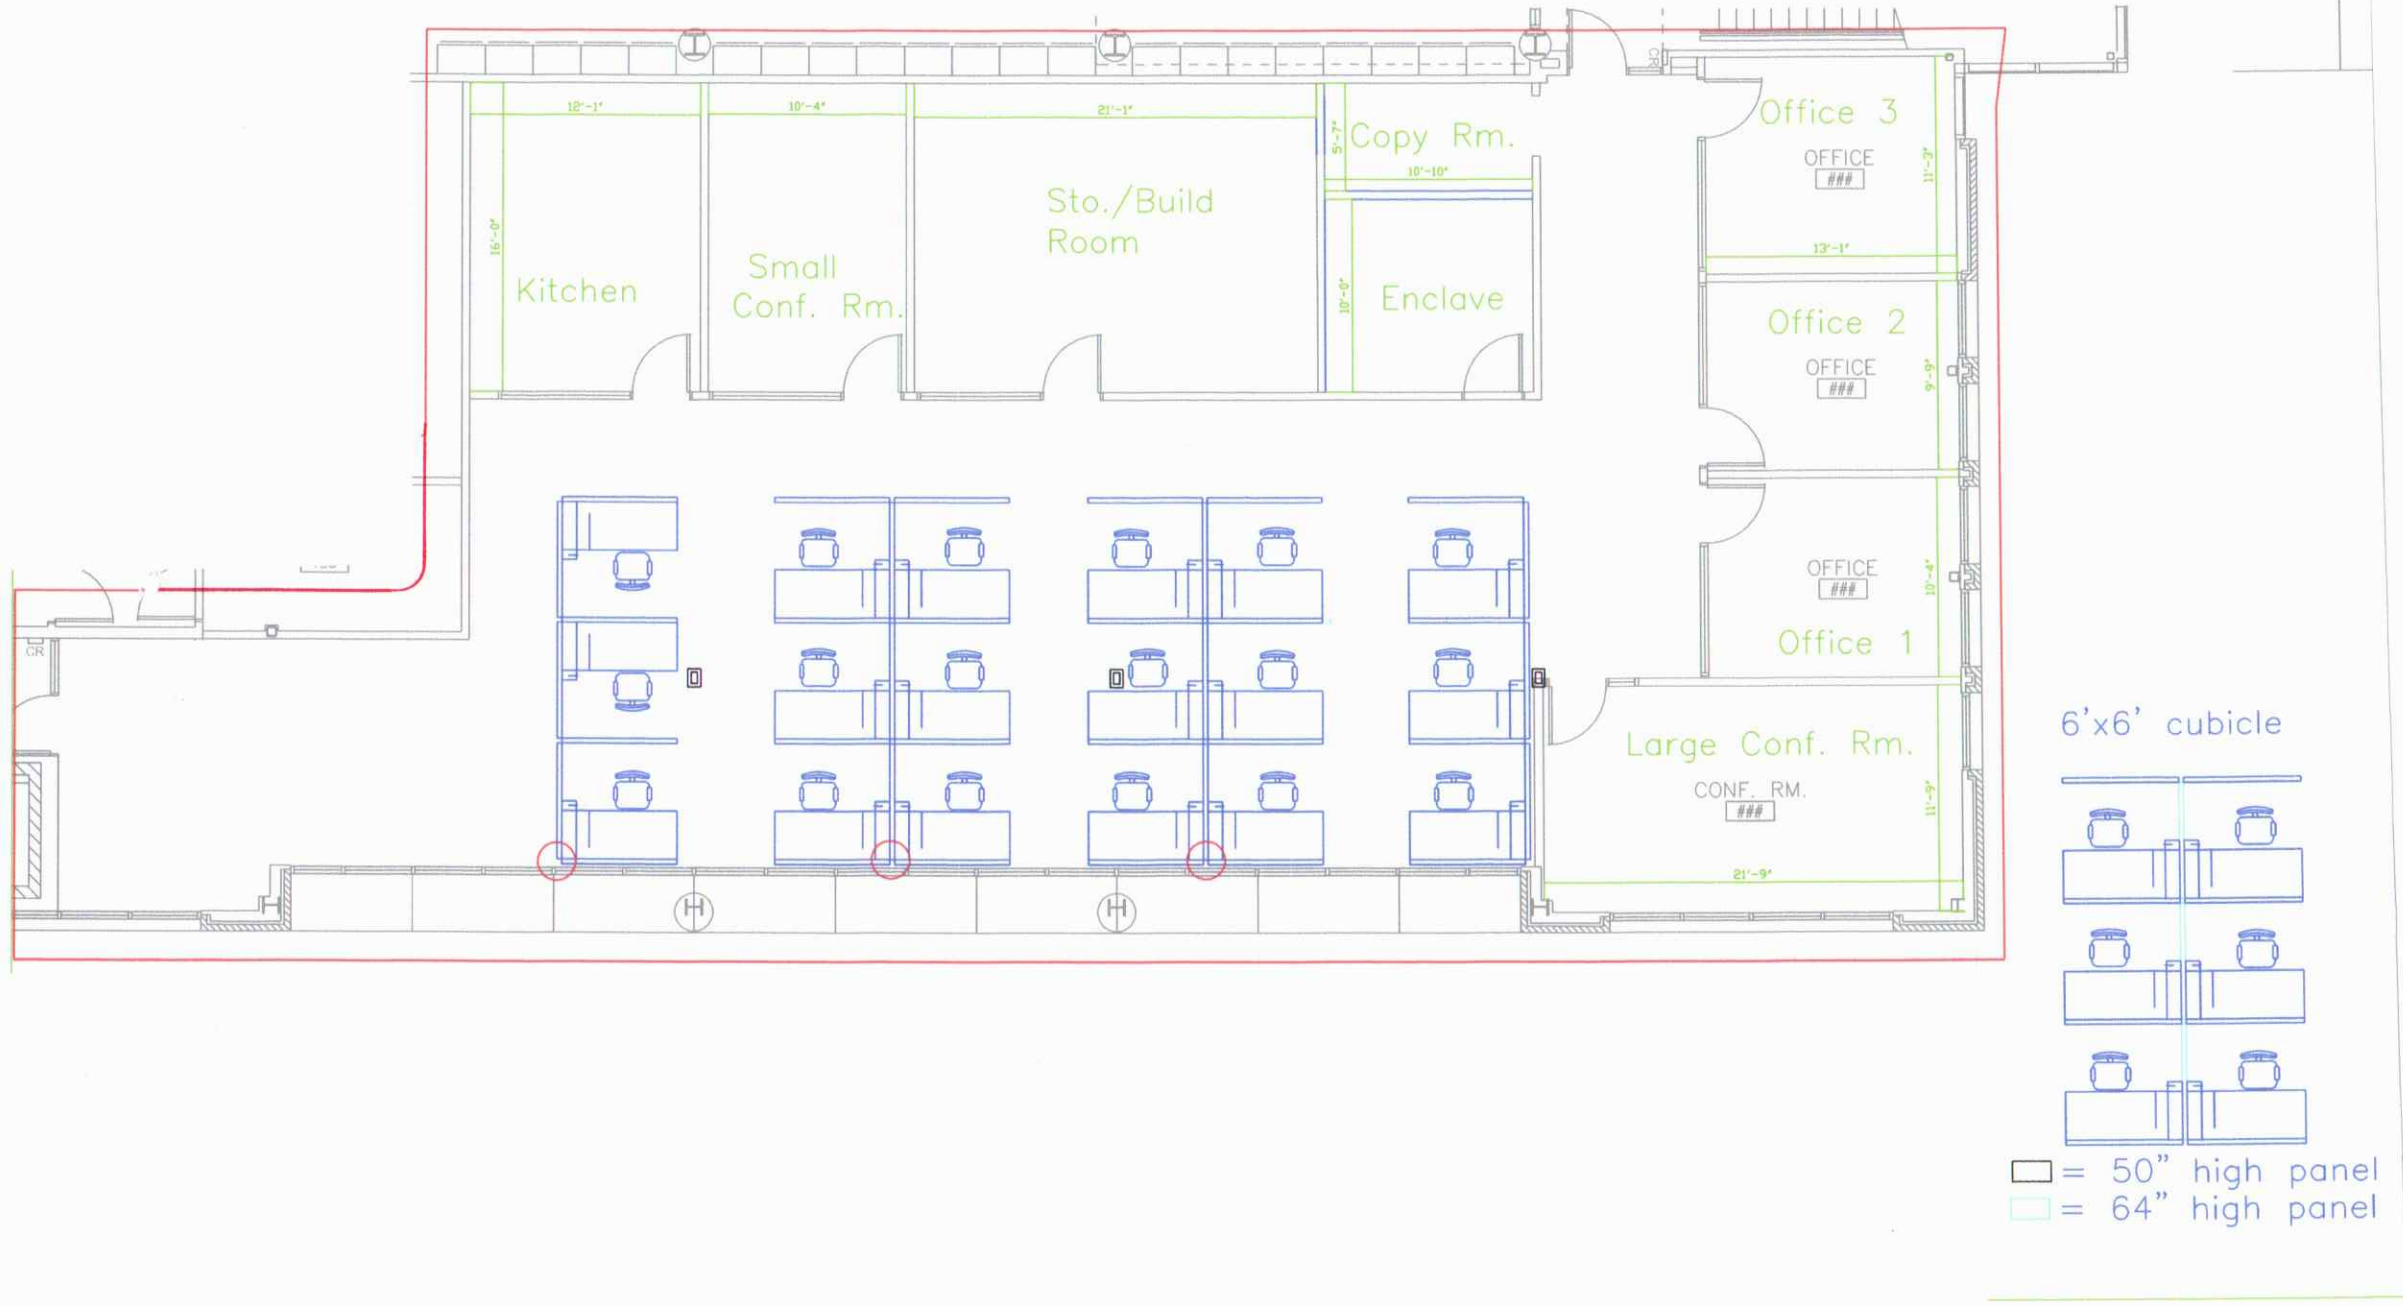 CR
12'-1"
10'-4"
21'-1"
5'-7"
Copy Rm.
10'-10"
Office 3
OFFICE
###
11'-3"
13'-1"
16'-0"
Kitchen
Small
Conf. Rm.
Sto./Build
Room
10'-0"
Enclave
Office 2
OFFICE
###
9'-9"
OFFICE
###
10'-4"
Office 1
CR
Large Conf. Rm.
CONF. RM.
###
11'-9"
21'-9"
6'x6' cubicle
= 50" high panel
= 64" high panel